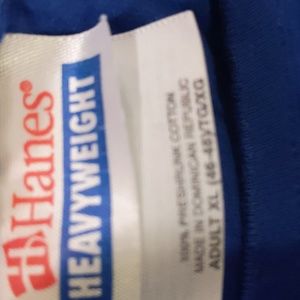 Hanes®
HEAVYWEIGHT
100% PRESHRUNK COTTON
MADE IN DOMINICAN REPUBLIC
ADULT XL (46-48)/TG/XG